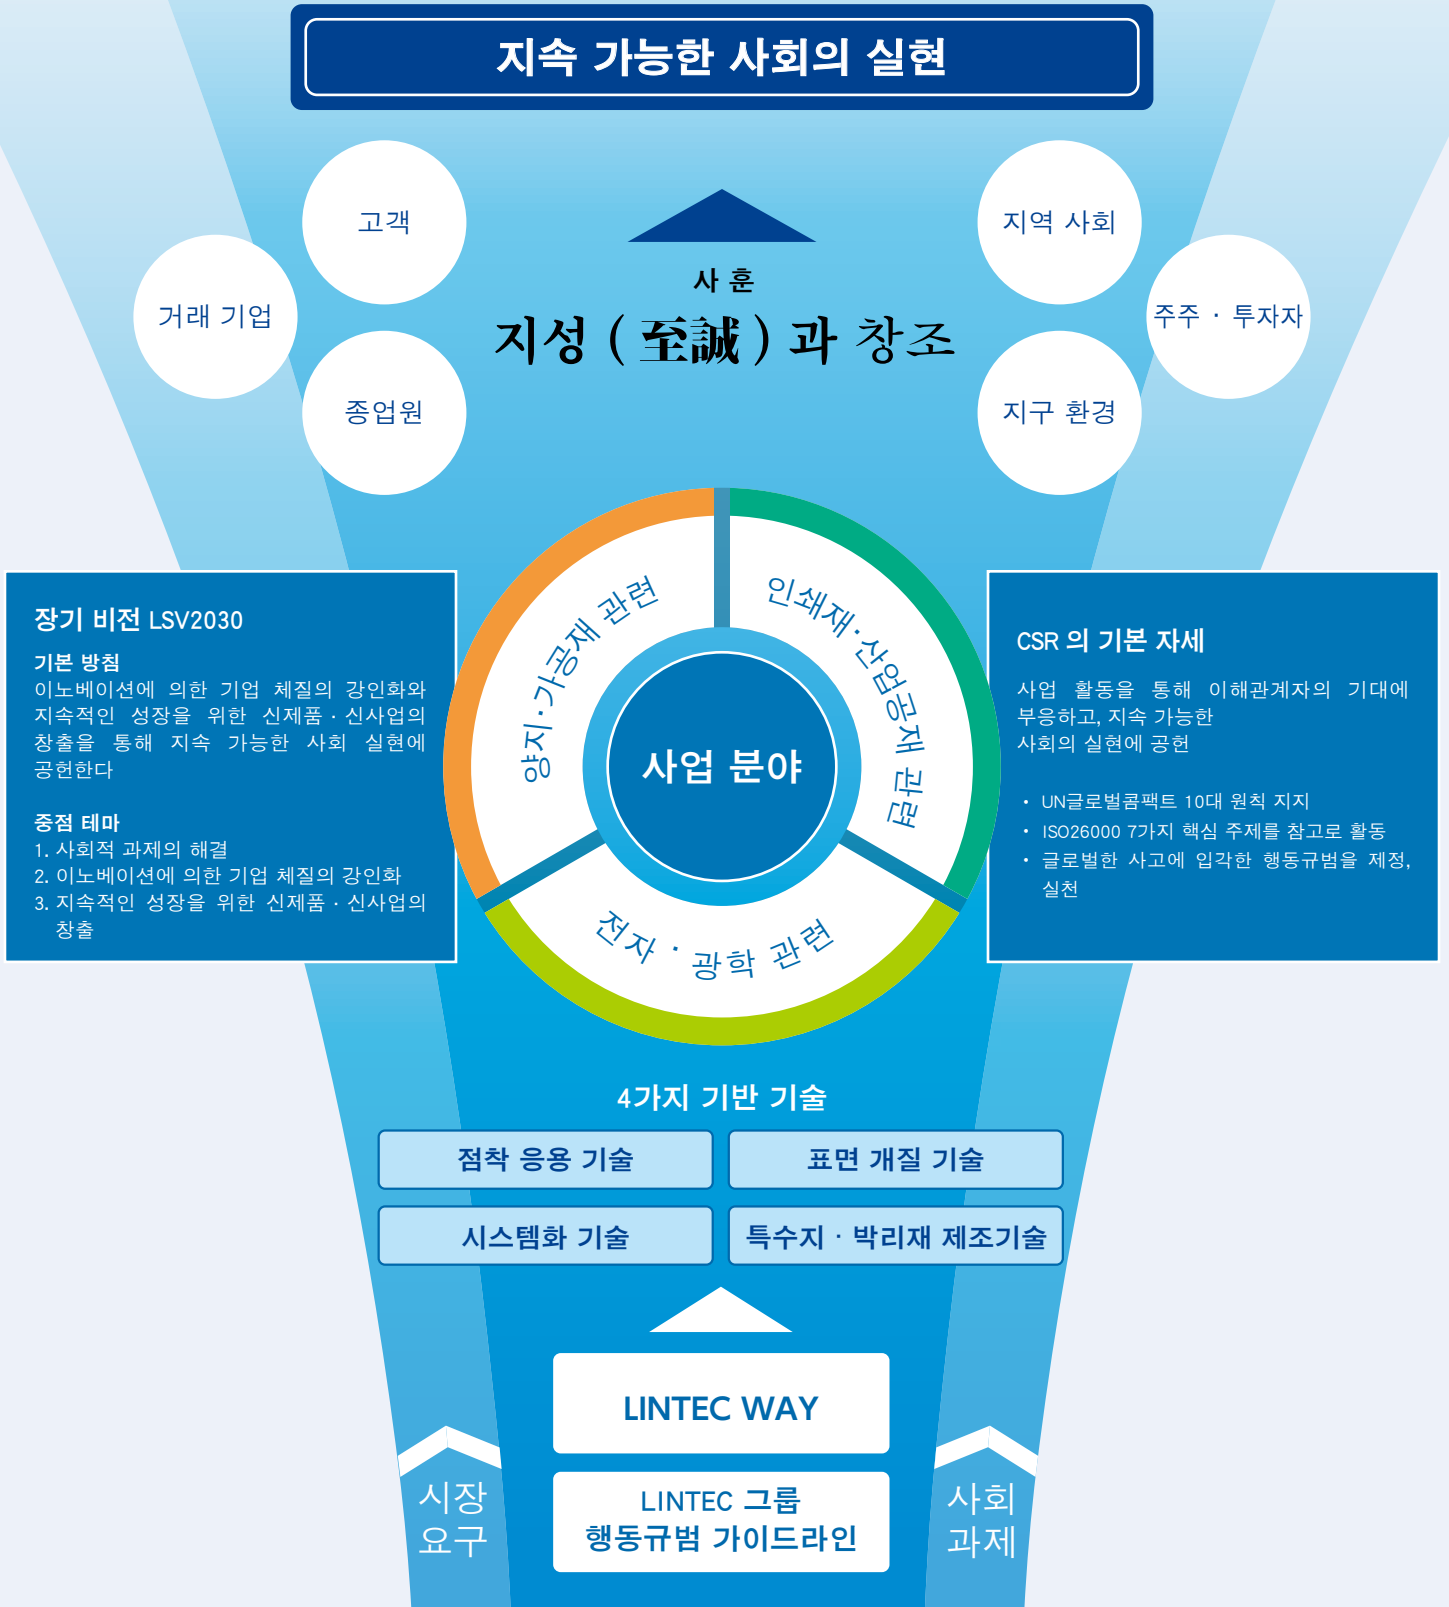 지속 가능한 사회의 실현
고객
거래 기업
종업원
사 훈
지성 ( 至誠 ) 과 창조
지역 사회
주주 · 투자자
지구 환경
장기 비전 LSV2030
기본 방침
이노베이션에 의한 기업 체질의 강인화와
지속적인 성장을 위한 신제품 · 신사업의
창출을 통해 지속 가능한 사회 실현에
공헌한다
중점 테마
1. 사회적 과제의 해결
2. 이노베이션에 의한 기업 체질의 강인화
3. 지속적인 성장을 위한 신제품 · 신사업의
창출
양지·가공재 관련
인쇄재·산업공재 관련
사업 분야
전자 · 광학 관련
CSR 의 기본 자세
사업 활동을 통해 이해관계자의 기대에
부응하고, 지속 가능한
사회의 실현에 공헌
• UN글로벌콤팩트 10대 원칙 지지
• ISO26000 7가지 핵심 주제를 참고로 활동
• 글로벌한 사고에 입각한 행동규범을 제정,
실천
4가지 기반 기술
점착 응용 기술
표면 개질 기술
시스템화 기술
특수지 · 박리재 제조기술
LINTEC WAY
LINTEC 그룹
행동규범 가이드라인
시장
요구
사회
과제